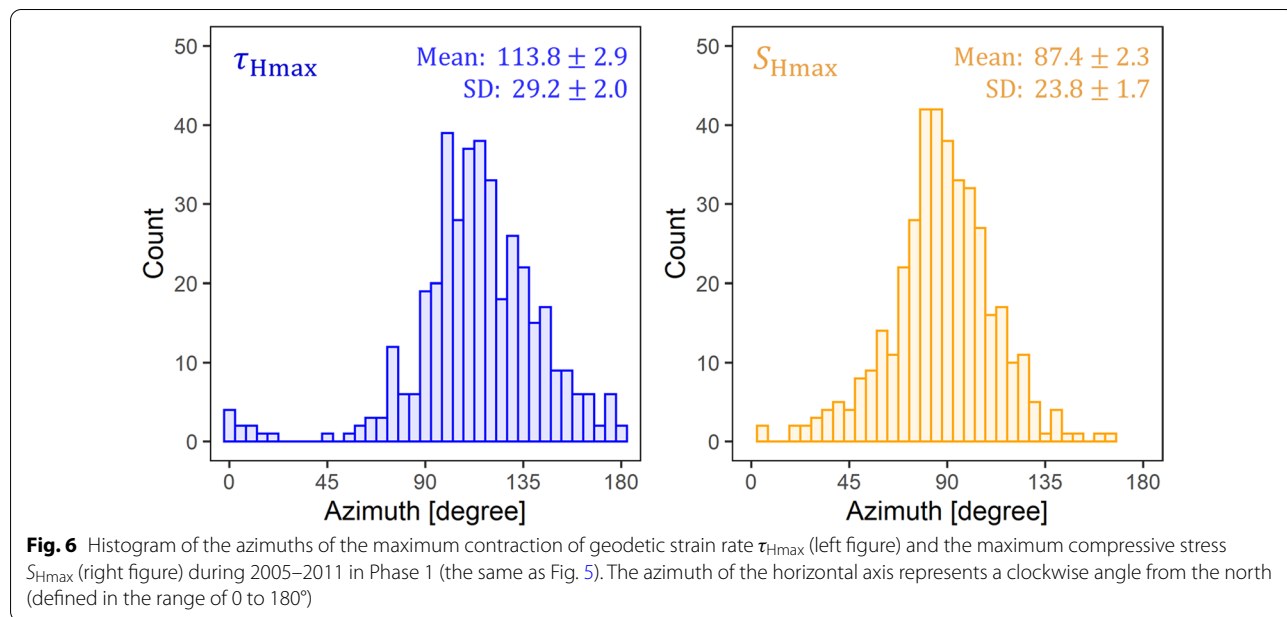 τHmax
Mean: 113.8 ± 2.9
SD: 29.2 ± 2.0
50
40
30
20
10
0
Count
0 45 90 135 180
Azimuth [degree]
SHmax
Mean: 87.4 ± 2.3
SD: 23.8 ± 1.7
50
40
30
20
10
0
Count
45 90 135 180
Azimuth [degree]
Fig. 6 Histogram of the azimuths of the maximum contraction of geodetic strain rate τHmax (left figure) and the maximum compressive stress
SHmax (right figure) during 2005–2011 in Phase 1 (the same as Fig. 5). The azimuth of the horizontal axis represents a clockwise angle from the north
(defined in the range of 0 to 180°)